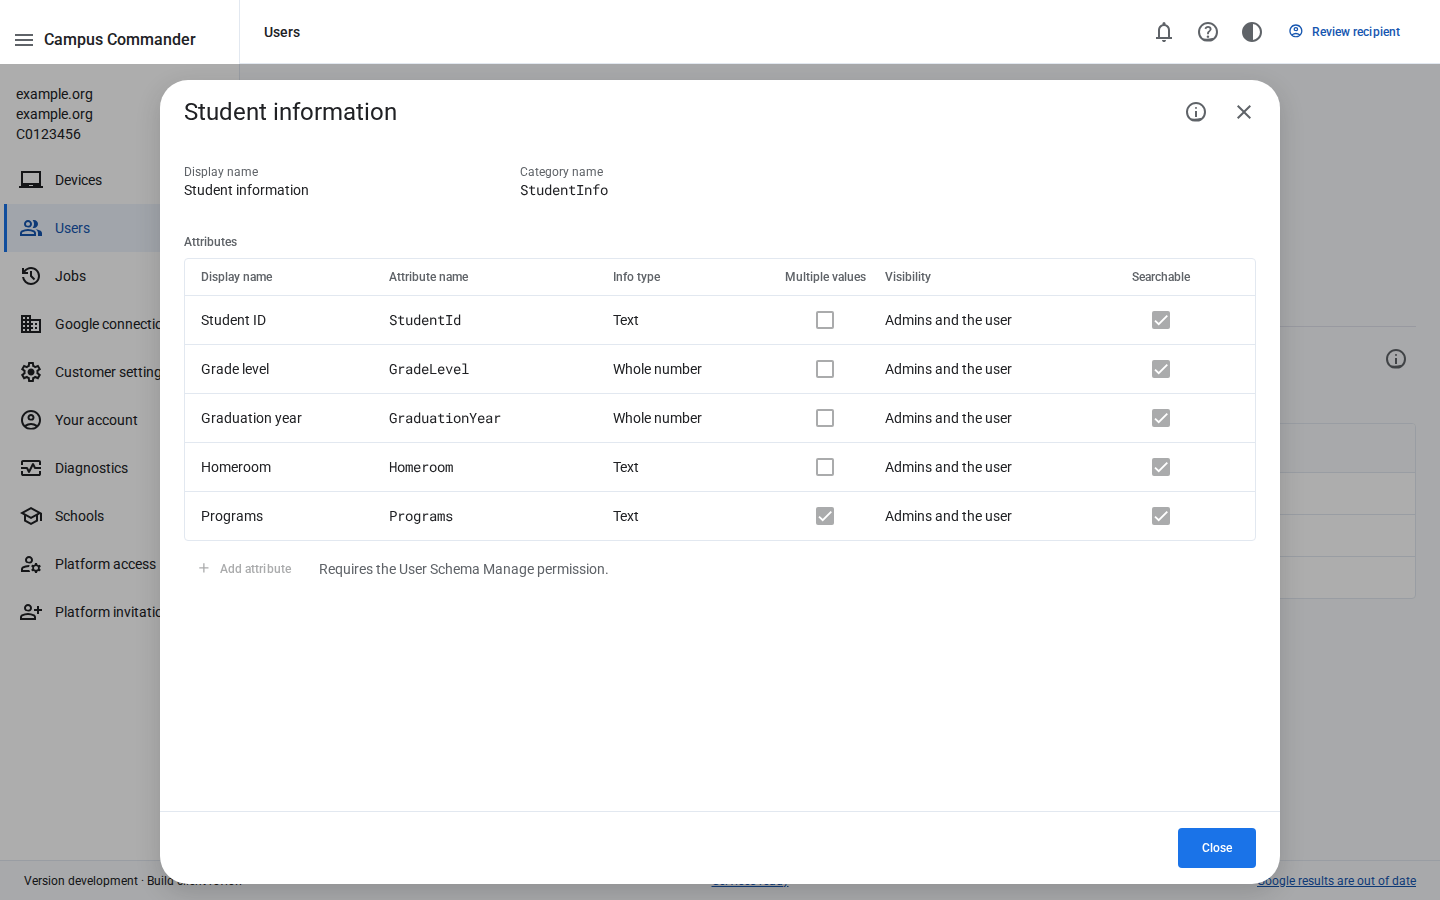 Campus Commander
Users
Review recipient
example.org
example.org
C0123456
Devices
Users
Jobs
Google
Customer
Your account
Diagnostics
Schools
Platform access
Platform
Student information
Display name
Student information
Category name
StudentInfo
Attributes
Display name Attribute name Info type Multiple values Visibility Searchable
Student ID StudentId Text Admins and the user
Grade level GradeLevel Whole number Admins and the user
Graduation year GraduationYear Whole number Admins and the user
Homeroom Homeroom Text Admins and the user
Programs Programs Text Admins and the user
Add attribute Requires the User Schema Manage permission.
Close
Version development · Build
Google results are out of date